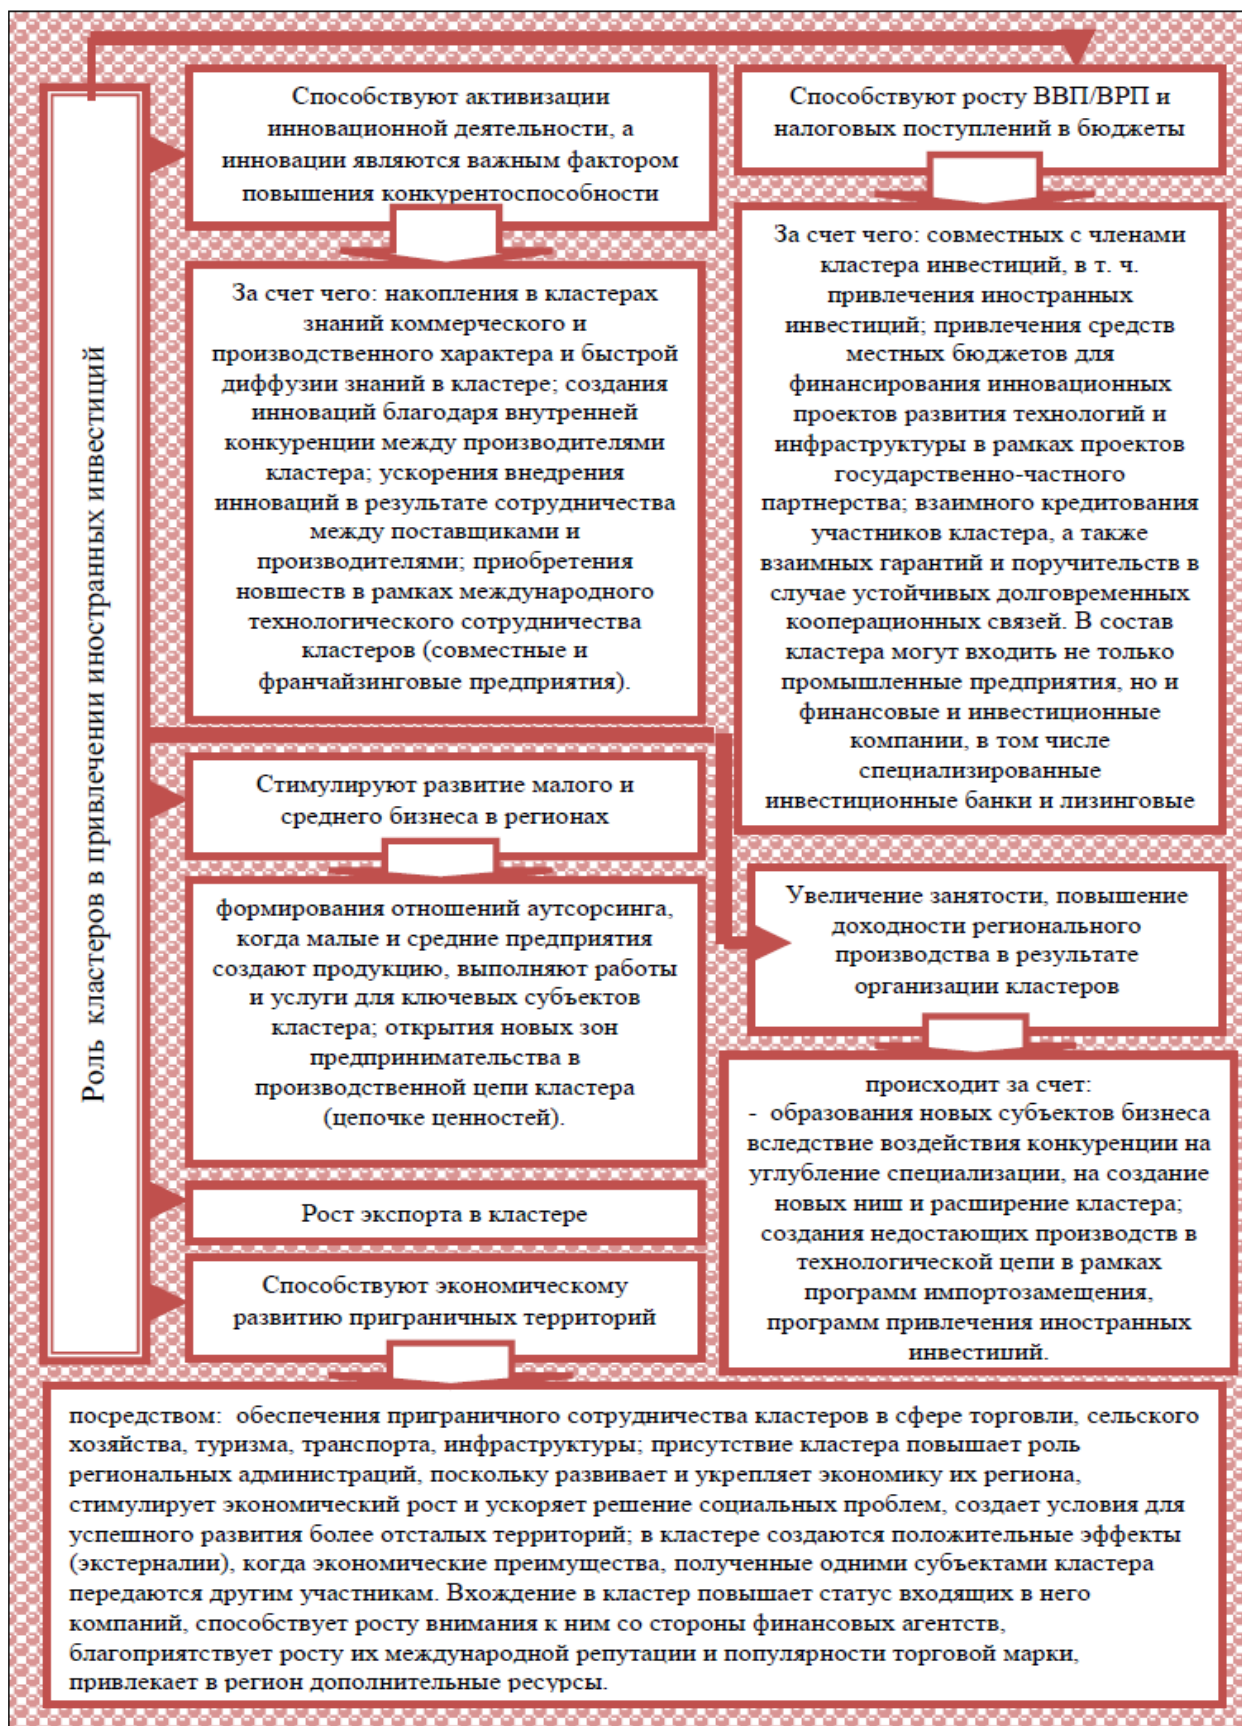 Роль кластеров в привлечении иностранных инвестиций
Способствуют активизации
инновационной деятельности, а
инновации являются важным фактором
повышения конкурентоспособности
За счет чего: накопления в кластерах
знаний коммерческого и
производственного характера и быстрой
диффузии знаний в кластере; создания
инноваций благодаря внутренней
конкуренции между производителями
кластера; ускорения внедрения
инноваций в результате сотрудничества
между поставщиками и
производителями; приобретения
новшеств в рамках международного
технологического сотрудничества
кластеров (совместные и
франчайзинговые предприятия).
Способствуют росту ВВП/ВРП и
налоговых поступлений в бюджеты
За счет чего: совместных с членами
кластера инвестиций, в т. ч.
привлечения иностранных
инвестиций; привлечения средств
местных бюджетов для
финансирования инновационных
проектов развития технологий и
инфраструктуры в рамках проектов
государственно-частного
партнерства; взаимного кредитования
участников кластера, а также
взаимных гарантий и поручительств в
случае устойчивых долговременных
кооперационных связей. В состав
кластера могут входить не только
промышленные предприятия, но и
финансовые и инвестиционные
компании, в том числе
специализированные
инвестиционные банки и лизинговые
Стимулируют развитие малого и
среднего бизнеса в регионах
формирования отношений аутсорсинга,
когда малые и средние предприятия
создают продукцию, выполняют работы
и услуги для ключевых субъектов
кластера; открытия новых зон
предпринимательства в
производственной цепи кластера
(цепочке ценностей).
Увеличение занятости, повышение
доходности регионального
производства в результате
организации кластеров
происходит за счет:
- образования новых субъектов бизнеса
вследствие воздействия конкуренции на
углубление специализации, на создание
новых ниш и расширение кластера;
создания недостающих производств в
технологической цепи в рамках
программ импортозамещения,
программ привлечения иностранных
инвестиций.
Рост экспорта в кластере
Способствуют экономическому
развитию приграничных территорий
посредством: обеспечения приграничного сотрудничества кластеров в сфере торговли, сельского
хозяйства, туризма, транспорта, инфраструктуры; присутствие кластера повышает роль
региональных администраций, поскольку развивает и укрепляет экономику их региона,
стимулирует экономический рост и ускоряет решение социальных проблем, создает условия для
успешного развития более отсталых территорий; в кластере создаются положительные эффекты
(экстерналии), когда экономические преимущества, полученные одними субъектами кластера
передаются другим участникам. Вхождение в кластер повышает статус входящих в него
компаний, способствует росту внимания к ним со стороны финансовых агентств,
благоприятствует росту их международной репутации и популярности торговой марки,
привлекает в регион дополнительные ресурсы.